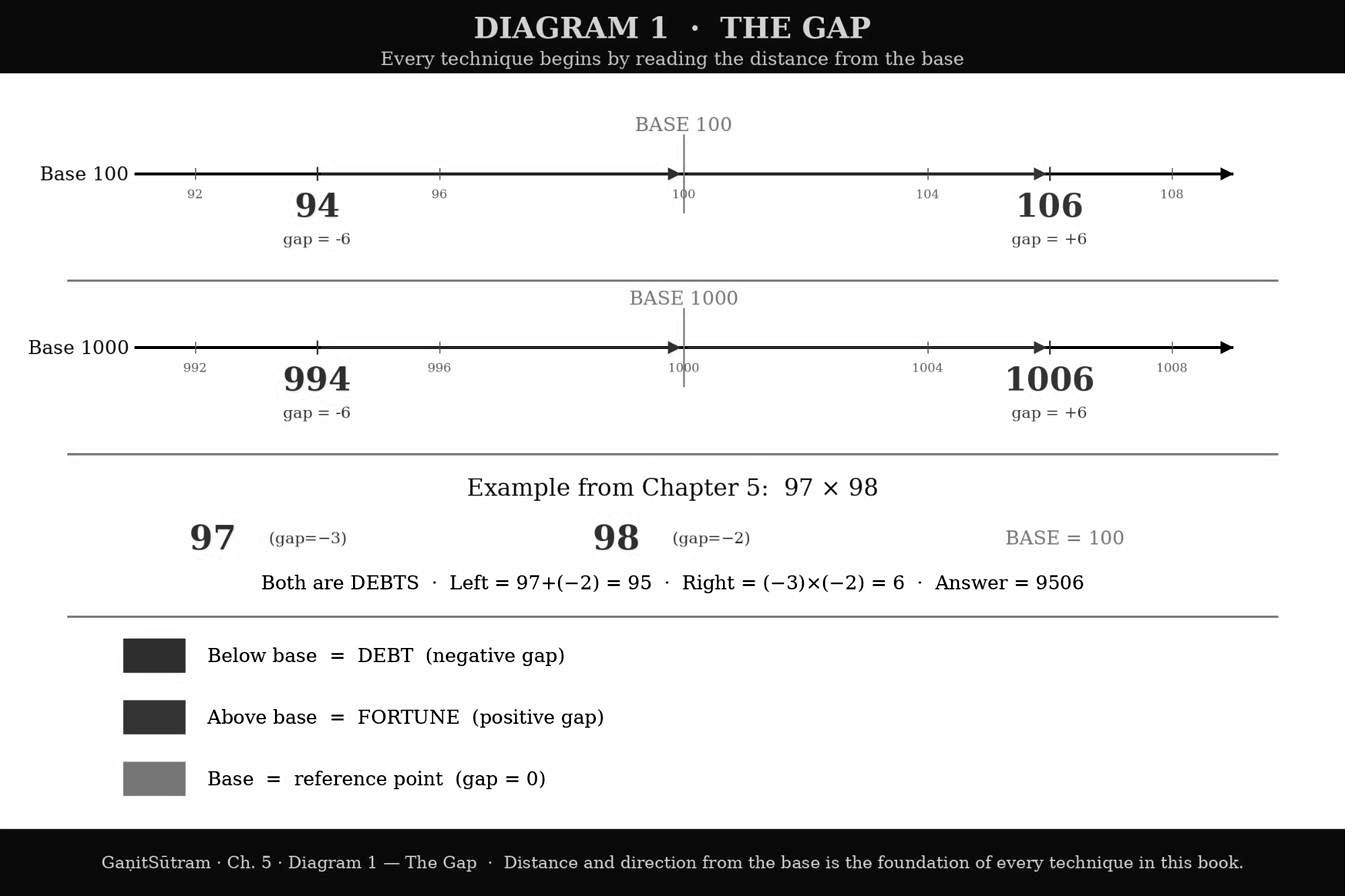 DIAGRAM 1 · THE GAP
Every technique begins by reading the distance from the base
BASE 100
Base 100
92 94 96 100 104 106 108
gap = -6 gap = +6
BASE 1000
Base 1000
992 994 996 1000 1004 1006 1008
gap = -6 gap = +6
Example from Chapter 5: 97 × 98
97 (gap=−3) 98 (gap=−2) BASE = 100
Both are DEBTS · Left = 97+(−2) = 95 · Right = (−3)×(−2) = 6 · Answer = 9506
Below base = DEBT (negative gap)
Above base = FORTUNE (positive gap)
Base = reference point (gap = 0)
GaṇitSūtram · Ch. 5 · Diagram 1 — The Gap · Distance and direction from the base is the foundation of every technique in this book.